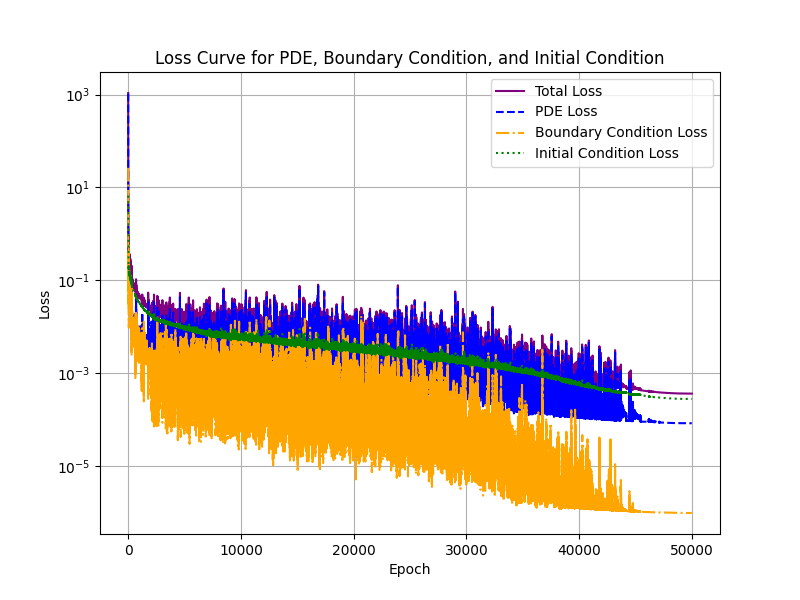 Loss Curve for PDE, Boundary Condition, and Initial Condition
Total Loss
PDE Loss
Boundary Condition Loss
Initial Condition Loss
10³
10¹
10⁻¹
10⁻³
10⁻⁵
Loss
0 10000 20000 30000 40000 50000
Epoch